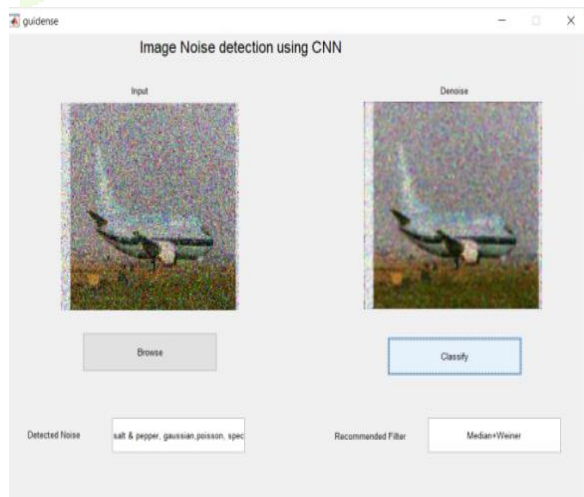 guidense
Image Noise detection using CNN
Input
Denoise
Browse
Classify
Detected Noise
salt & pepper, gaussian,poisson, spec
Recommended Filter
Median+Weiner